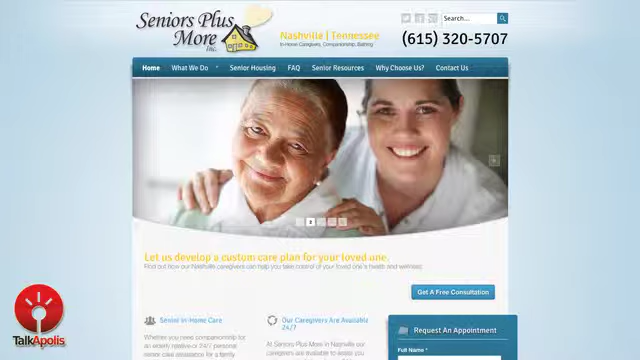 Seniors Plus
More
Inc.
Nashville | Tennessee
In-Home Caregivers, Companionship, Bathing
Search...
(615) 320-5707
Home What We Do Senior Housing FAQ Senior Resources Why Choose Us? Contact Us
2
Let us develop a custom care plan for your loved one.
Find out how our Nashville caregivers can help you take control of your loved one's health and wellness.
Get A Free Consultation
Senior In-Home Care
Whether you need companionship
for an elderly relative or 24/7 personal
senior care assistance for a family
Our Caregivers Are Available
24/7
At Seniors Plus More in Nashville our
caregivers are available to assist you
Request An Appointment
Full Name *
TalkApolis